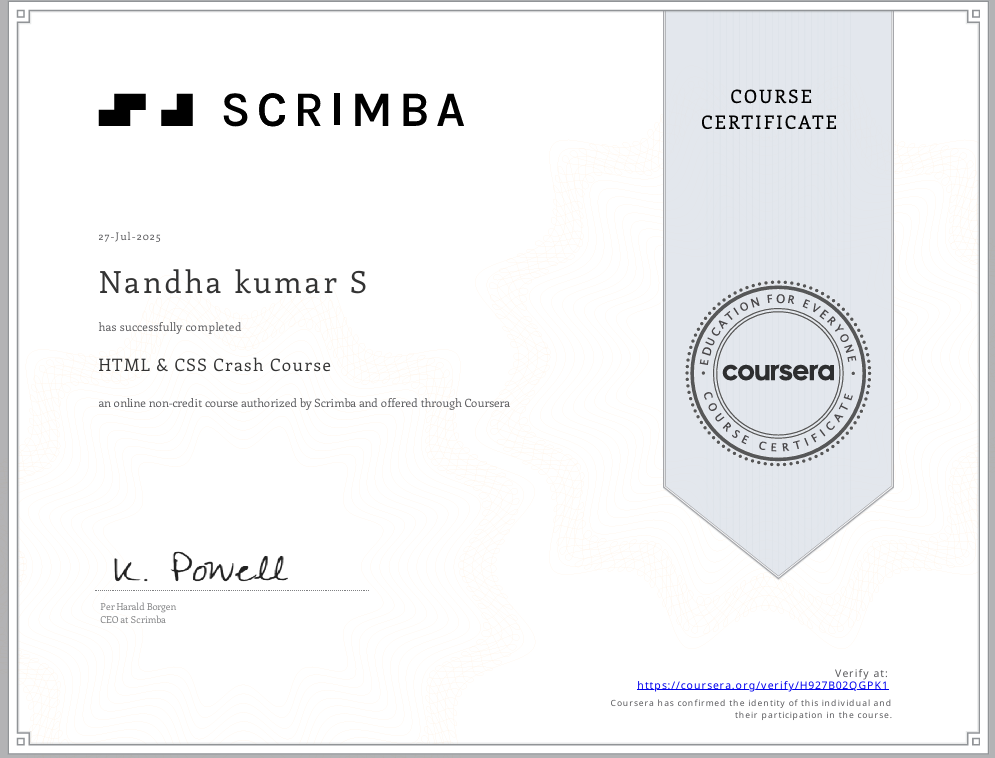 SCRIMBA
COURSE
CERTIFICATE
27-Jul-2025
Nandha kumar S
has successfully completed
HTML & CSS Crash Course
an online non-credit course authorized by Scrimba and offered through Coursera
EDUCATION FOR EVERYONE
coursera
COURSE CERTIFICATE
K. Powell
Per Harald Borgen
CEO at Scrimba
Verify at:
https://coursera.org/verify/H927B02QGPK1
Coursera has confirmed the identity of this individual and
their participation in the course.